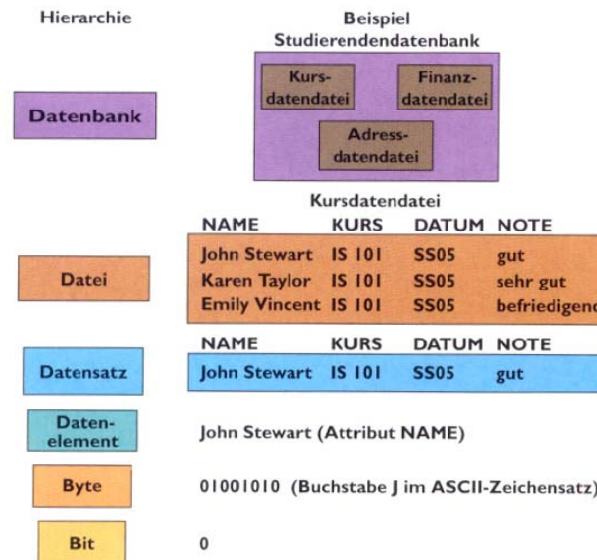 Hierarchie
Beispiel
Studierendendatenbank
Datenbank
Kurs-
datendatei
Finanz-
datendatei
Adress-
datendatei
Kursdatendatei
NAME KURS DATUM NOTE
Datei
John Stewart IS 101 SS05 gut
Karen Taylor IS 101 SS05 sehr gut
Emily Vincent IS 101 SS05 befriedigend
NAME KURS DATUM NOTE
Datensatz
John Stewart IS 101 SS05 gut
Daten-
element
John Stewart (Attribut NAME)
Byte
01001010 (Buchstabe J im ASCII-Zeichensatz)
Bit
0